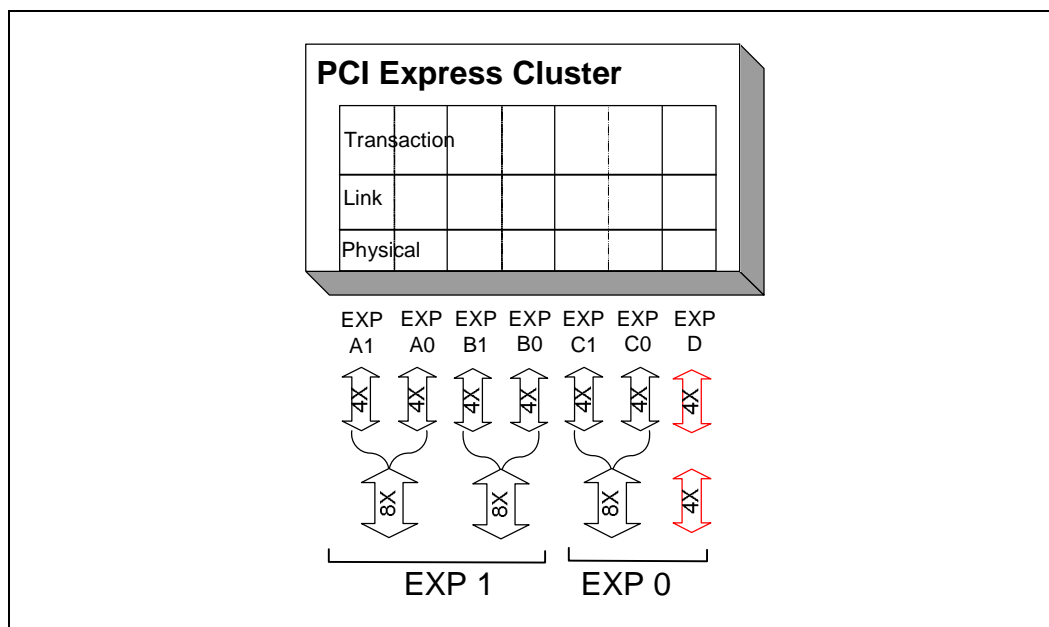 PCI Express Cluster
Transaction
Link
Physical
EXP EXP EXP EXP EXP EXP EXP
A1 A0 B1 B0 C1 C0 D
4X 4X 4X 4X 4X 4X 4X
8X 8X 8X 4X
EXP 1 EXP 0